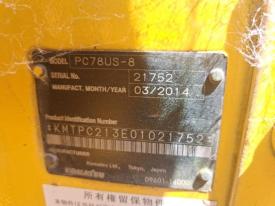 MODEL PC78US-8
SERIAL NO. 21752
MANUFACT. MONTH/YEAR 03/2014
Product Identification Number
*KMTPC213E01021752*
MANUFACTURER
Komatsu Ltd., Tokyo, Japan
KOMATSU
所有権留保物件